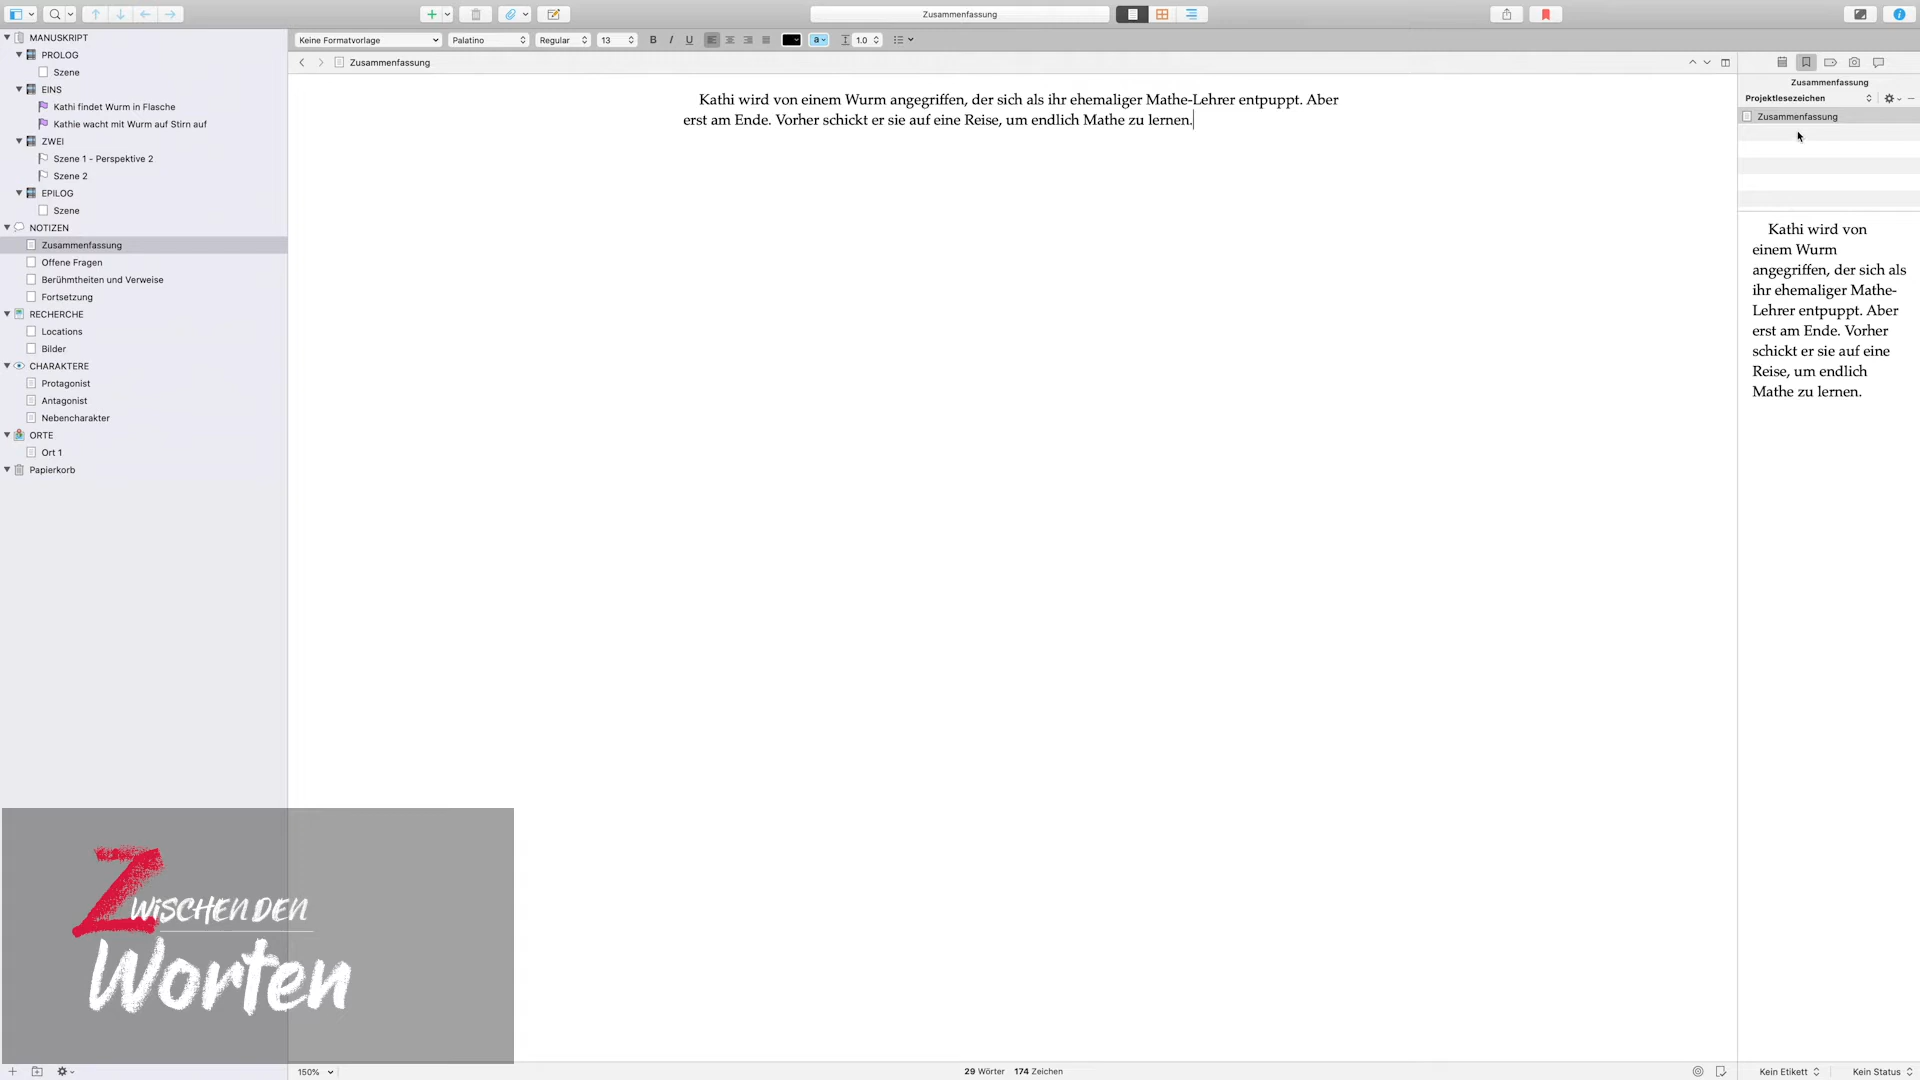 Zusammenfassung
MANUSKRIPT
PROLOG
Szene
EINS
Kathi findet Wurm in Flasche
Kathie wacht mit Wurm auf Stirn auf
ZWEI
Szene 1 - Perspektive 2
Szene 2
EPILOG
Szene
NOTIZEN
Zusammenfassung
Offene Fragen
Berühmtheiten und Verweise
Fortsetzung
RECHERCHE
Locations
Bilder
CHARAKTERE
Protagonist
Antagonist
Nebencharakter
ORTE
Ort 1
Papierkorb
Keine Formatvorlage Palatino Regular 13 B I U a 1.0
Zusammenfassung
Kathi wird von einem Wurm angegriffen, der sich als ihr ehemaliger Mathe-Lehrer entpuppt. Aber
erst am Ende. Vorher schickt er sie auf eine Reise, um endlich Mathe zu lernen.
Zusammenfassung
Projektlesezeichen
Zusammenfassung
Kathi wird von
einem Wurm
angegriffen, der sich als
ihr ehemaliger Mathe-
Lehrer entpuppt. Aber
erst am Ende. Vorher
schickt er sie auf eine
Reise, um endlich
Mathe zu lernen.
ZWISCHEN DEN
Worten
150%
29 Wörter 174 Zeichen
Kein Etikett Kein Status